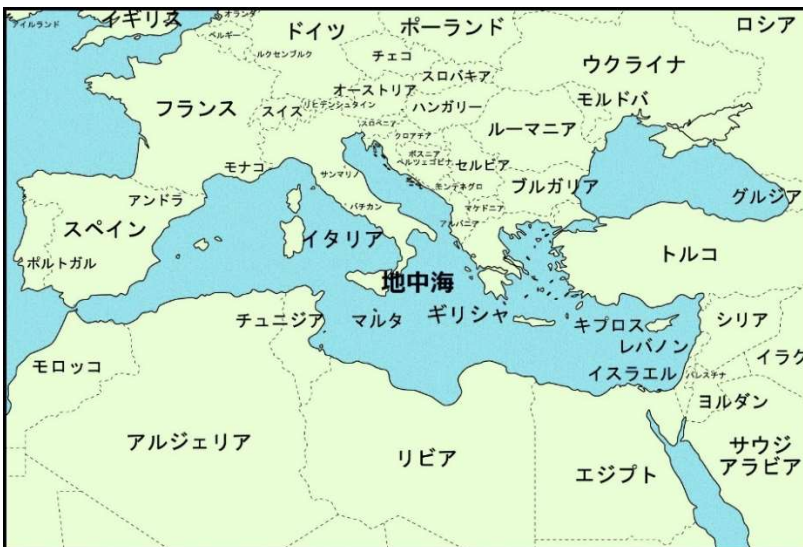 イギリス
オランダ
アイルランド
ドイツ
ポーランド
ロシア
ベルギー
ルクセンブルク
チェコ
ウクライナ
スロバキア
オーストリア
フランス
スイス
リヒテンシュタイン
ハンガリー
モルドバ
スロベニア
ルーマニア
クロアチア
ボスニア
ヘルツェゴビナ
セルビア
モナコ
サンマリノ
モンテネグロ
ブルガリア
グルジア
アンドラ
バチカン
マケドニア
アルバニア
スペイン
イタリア
トルコ
ポルトガル
地中海
チュニジア
マルタ
ギリシャ
キプロス
シリア
レバノン
イラク
モロッコ
イスラエル
パレスチナ
ヨルダン
アルジェリア
リビア
エジプト
サウジ
アラビア